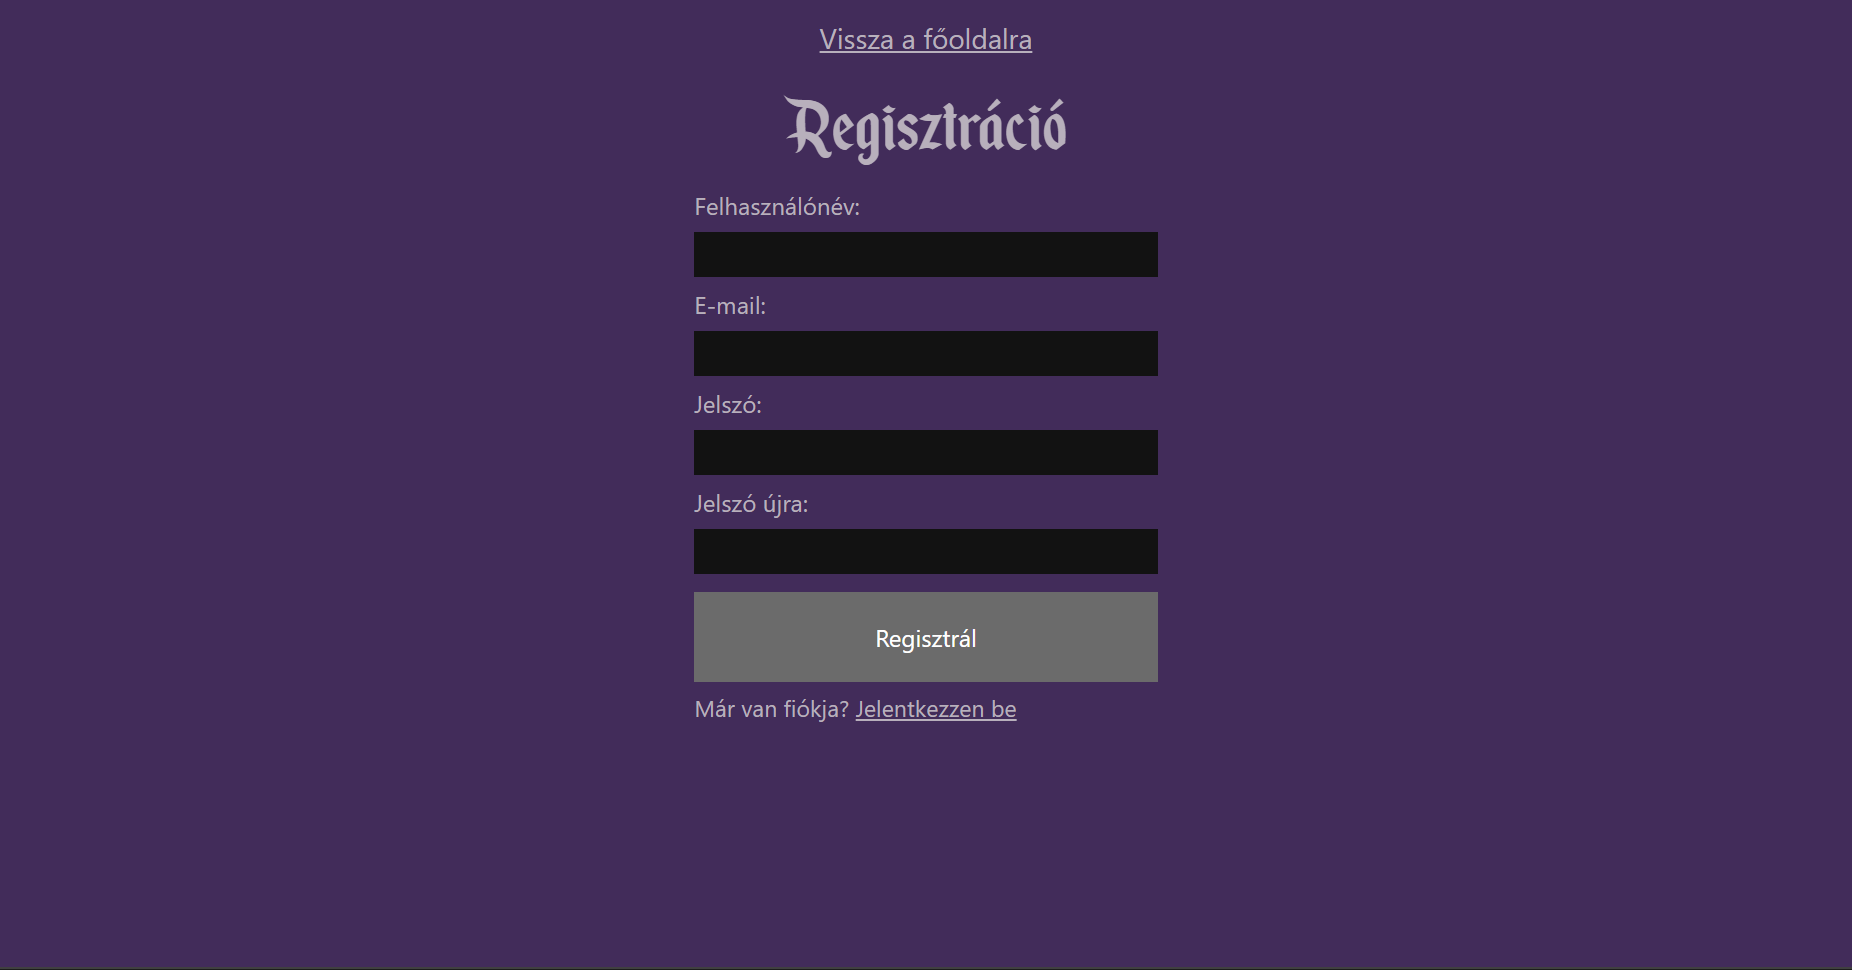 Vissza a főoldalra
Regisztráció
Felhasználónév:
E-mail:
Jelszó:
Jelszó újra:
Regisztrál
Már van fiókja? Jelentkezzen be